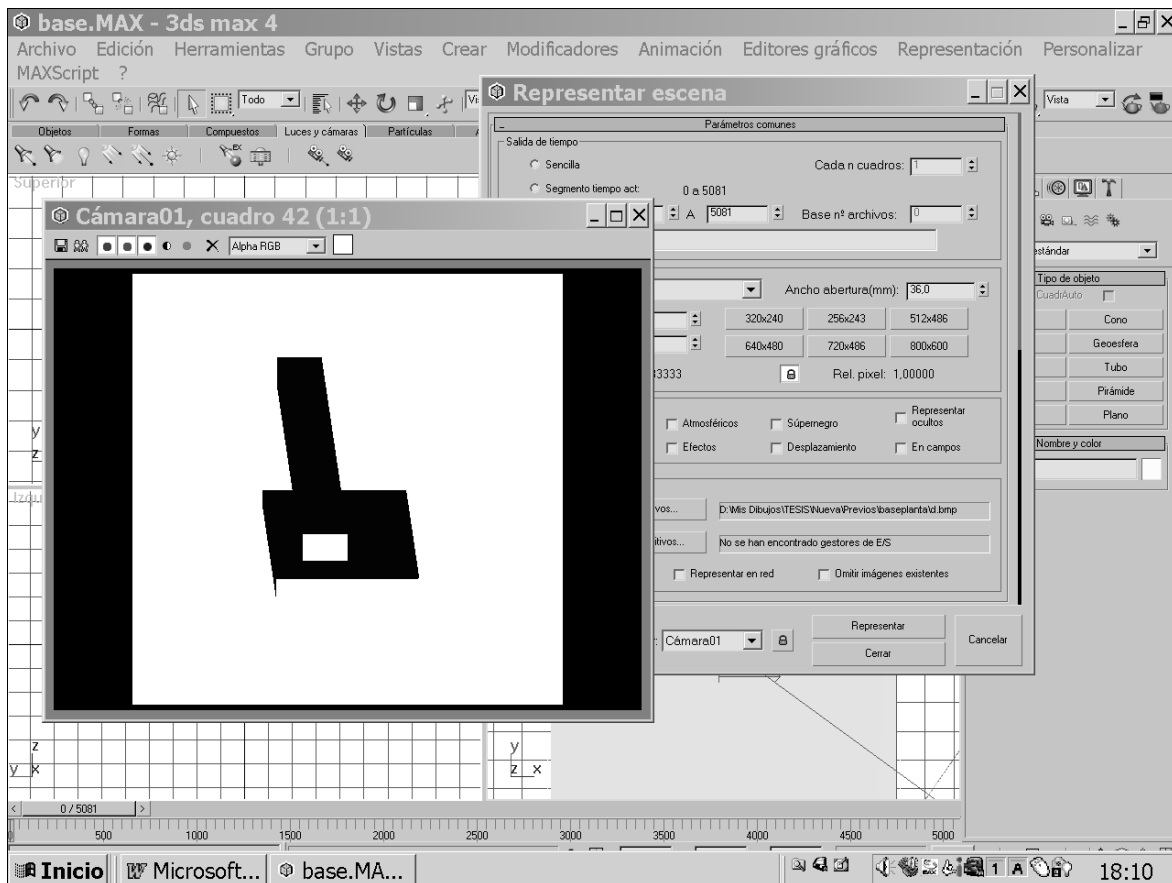 base.MAX - 3ds max 4
Archivo Edición Herramientas Grupo Vistas Crear Modificadores Animación Editores gráficos Representación Personalizar
MAXScript ?
Todo
Vista
Objetos Formas Compuestos Luces y cámaras Partículas
EX
Superior
Representar escena
Parámetros comunes
Salida de tiempo
Sencilla Cada n cuadros: 1
Segmento tiempo act: 0 a 5081
A 5081 Base nº archivos: 0
Cámara01, cuadro 42 (1:1)
Alpha RGB
Ancho abertura(mm): 36,0
320x240 256x243 512x486
640x480 720x486 800x600
Rel. pixel: 1,00000
Atmosféricos Súpernegro Representar ocultos
Efectos Desplazamiento En campos
D:\Mis Dibujos\TESIS\Nueva\Previos\baseplanta\d.bmp
No se han encontrado gestores de E/S
Representar en red Omitir imágenes existentes
Cámara01 Representar Cancelar
Cerrar
Tipo de objeto
CuadrAuto
Cono
Geoesfera
Tubo
Pirámide
Plano
Nombre y color
y
z
z
y x
y
z x
0 / 5081
500 1000 1500 2000 2500 3000 3500 4000 4500 5000
Inicio Microsoft... base.MA... 1 A 18:10